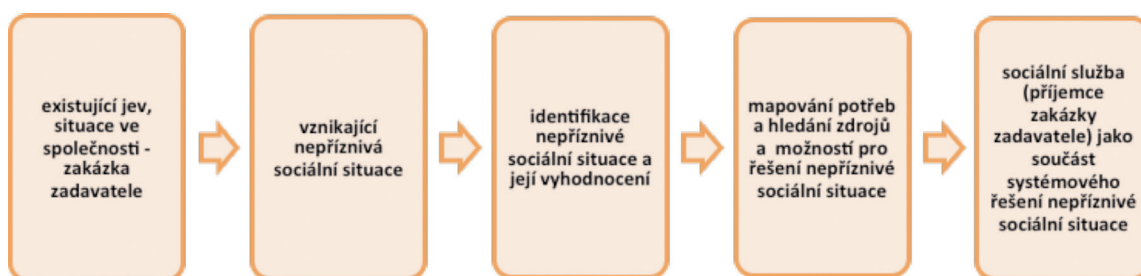 existující jev,
situace ve
společnosti -
zakázka
zadavatele
vznikající
nepříznivá
sociální situace
identifikace
nepříznivé
sociální situace a
její vyhodnocení
mapování potřeb
a hledání zdrojů
a možností pro
řešení nepříznivé
sociální situace
sociální služba
(příjemce
zakázky
zadavatele) jako
součást
systémového
řešení nepříznivé
sociální situace